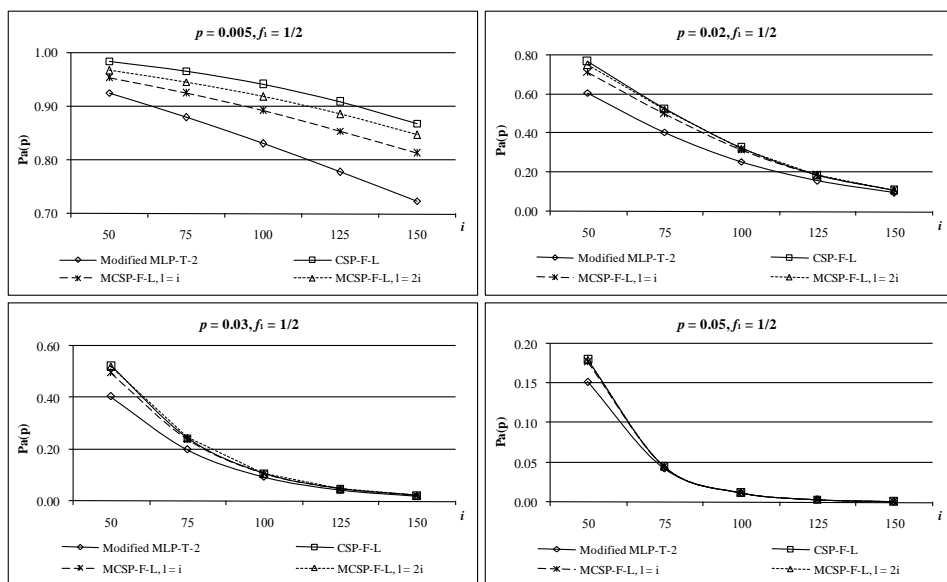 p = 0.005, f₁ = 1/2
1.00
0.90
0.80
0.70
Pa(p)
50 75 100 125 150 i
Modified MLP-T-2 CSP-F-L
MCSP-F-L, l = i MCSP-F-L, l = 2i
p = 0.02, f₁ = 1/2
0.80
0.60
0.40
0.20
0.00
Pa(p)
50 75 100 125 150 i
Modified MLP-T-2 CSP-F-L
MCSP-F-L, l = i MCSP-F-L, l = 2i
p = 0.03, f₁ = 1/2
0.60
0.40
0.20
0.00
Pa(p)
50 75 100 125 150 i
Modified MLP-T-2 CSP-F-L
MCSP-F-L, l = i MCSP-F-L, l = 2i
p = 0.05, f₁ = 1/2
0.20
0.15
0.10
0.05
0.00
Pa(p)
50 75 100 125 150 i
Modified MLP-T-2 CSP-F-L
MCSP-F-L, l = i MCSP-F-L, l = 2i